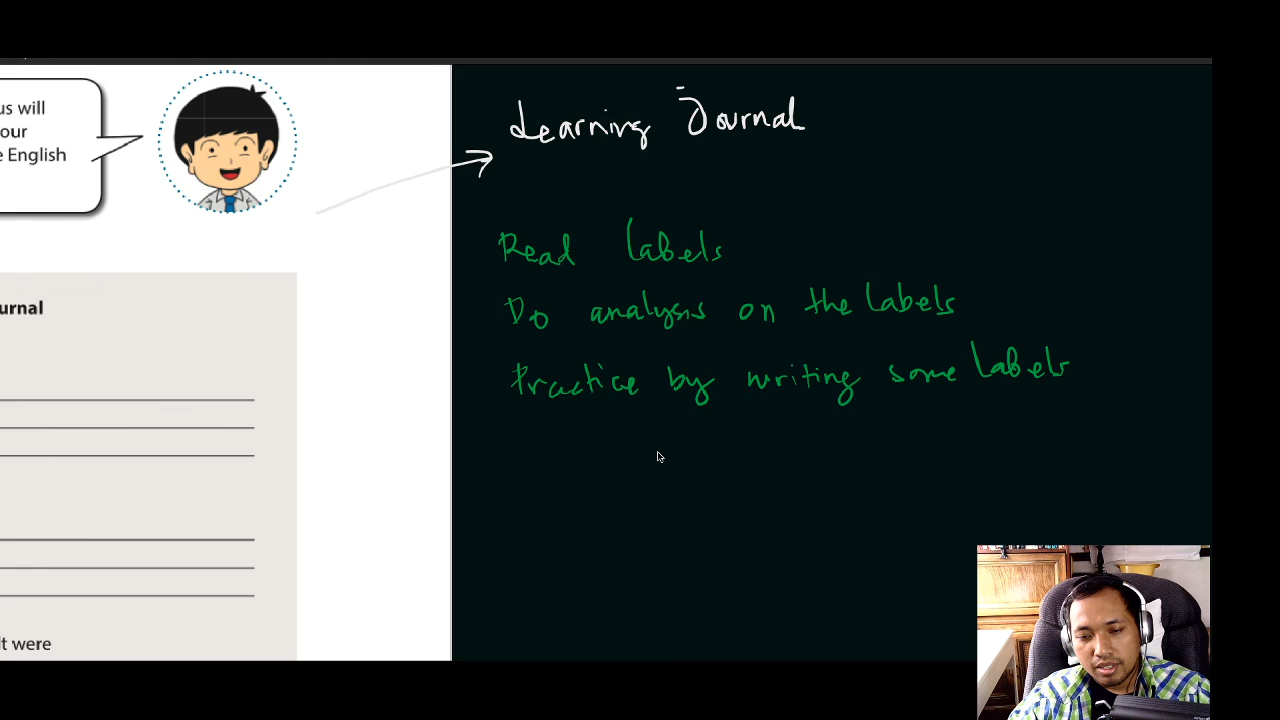 us will
our
e English
Learning Journal
Read labels
Do analysis on the labels
Practice by writing some labels
urnal
lt were